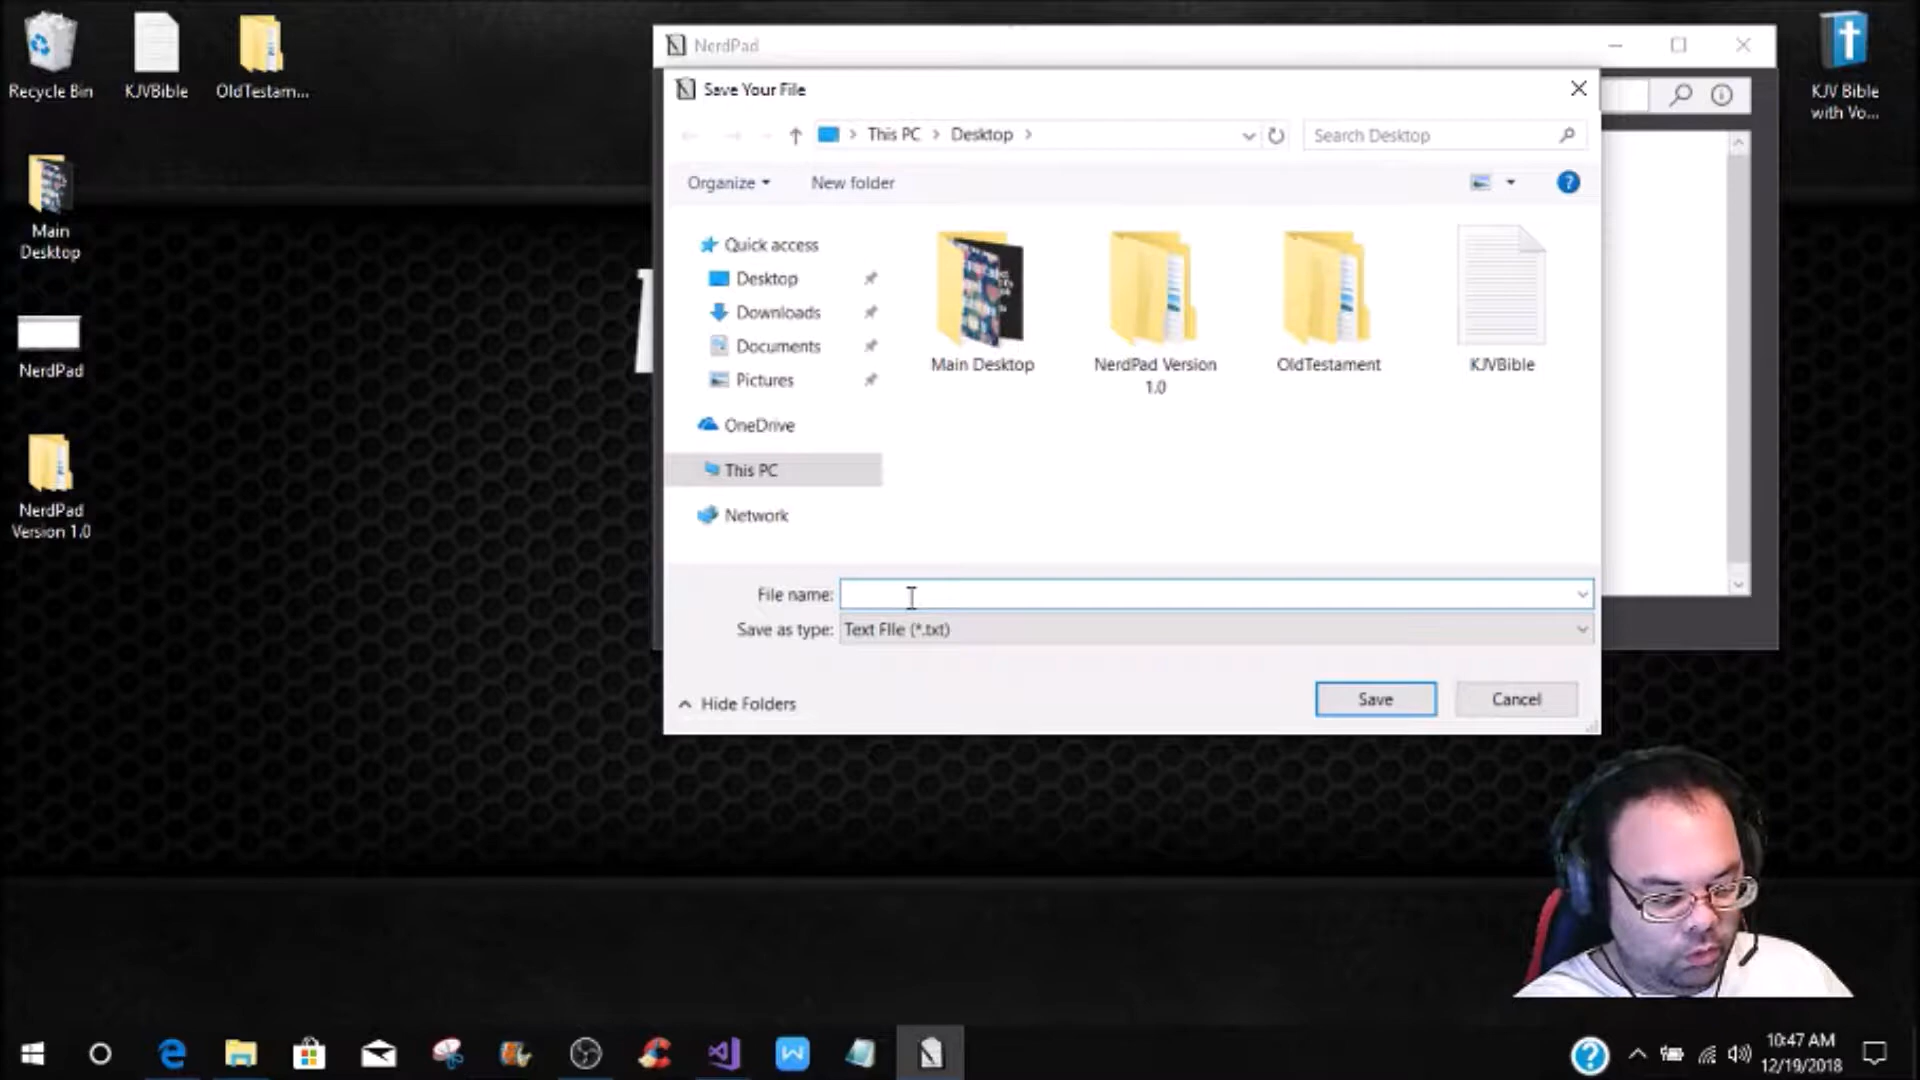 Recycle Bin
KJVBible
OldTestam...
Main
Desktop
NerdPad
NerdPad
Version 1.0
KJV Bible
with Vo...
NerdPad
Save Your File
This PC
Desktop
Search Desktop
Organize
New folder
Quick access
Desktop
Downloads
Documents
Pictures
OneDrive
This PC
Network
Main Desktop
NerdPad Version
1.0
OldTestament
KJVBible
File name:
Save as type: Text FIle (*.txt)
Hide Folders
Save
Cancel
10:47 AM
12/19/2018